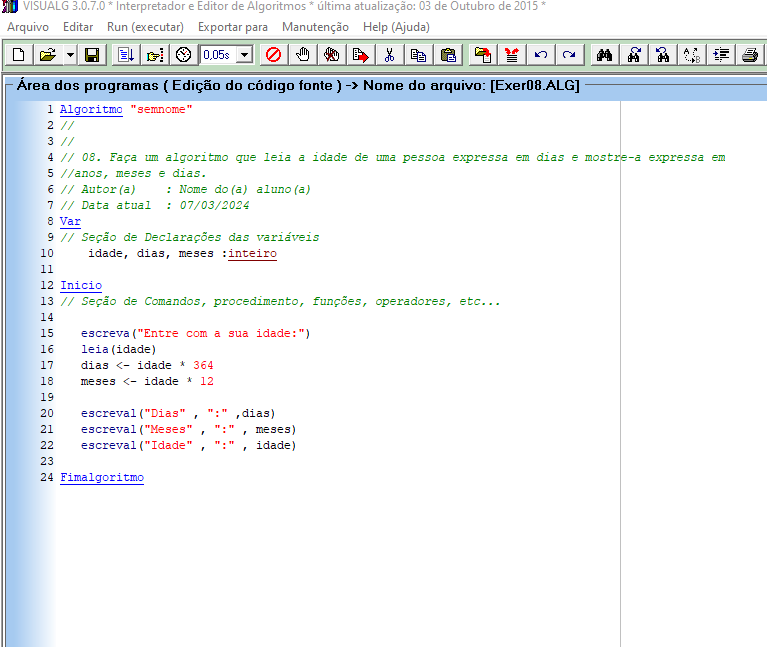 VISUALG 3.0.7.0 * Interpretador e Editor de Algoritmos * última atualização: 03 de Outubro de 2015 *
Arquivo Editar Run (executar) Exportar para Manutenção Help (Ajuda)
0,05s
Área dos programas ( Edição do código fonte ) -> Nome do arquivo: [Exer08.ALG]
1 Algoritmo "semnome"
2 //
3 //
4 // 08. Faça um algoritmo que leia a idade de uma pessoa expressa em dias e mostre-a expressa em
5 //anos, meses e dias.
6 // Autor(a) : Nome do(a) aluno(a)
7 // Data atual : 07/03/2024
8 Var
9 // Seção de Declarações das variáveis
10 idade, dias, meses :inteiro
11
12 Inicio
13 // Seção de Comandos, procedimento, funções, operadores, etc...
14
15 escreva("Entre com a sua idade:")
16 leia(idade)
17 dias <- idade * 364
18 meses <- idade * 12
19
20 escreval("Dias" , ":" ,dias)
21 escreval("Meses" , ":" , meses)
22 escreval("Idade" , ":" , idade)
23
24 Fimalgoritmo